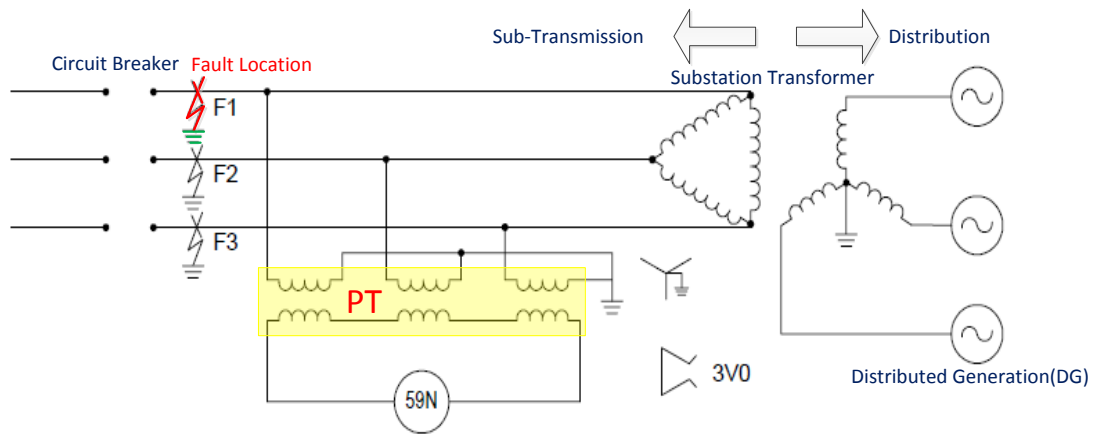 Sub-Transmission
Distribution
Circuit Breaker
Fault Location
Substation Transformer
F1
F2
F3
PT
59N
3V0
Distributed Generation(DG)